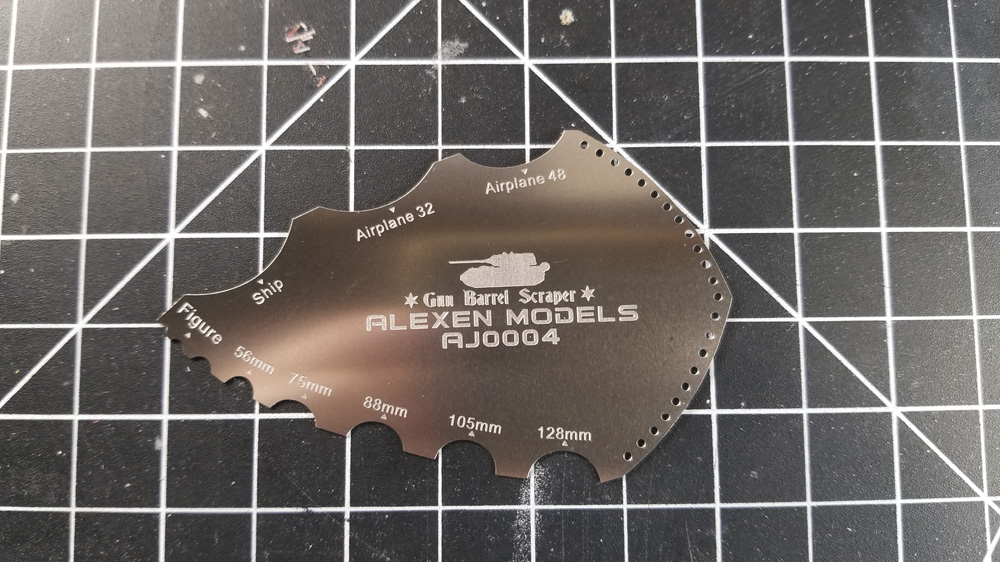 Airplane 48
Airplane 32
Ship
Figure
Gun Barrel Scraper
ALEXEN MODELS
AJ0004
56mm
75mm
88mm
105mm
128mm